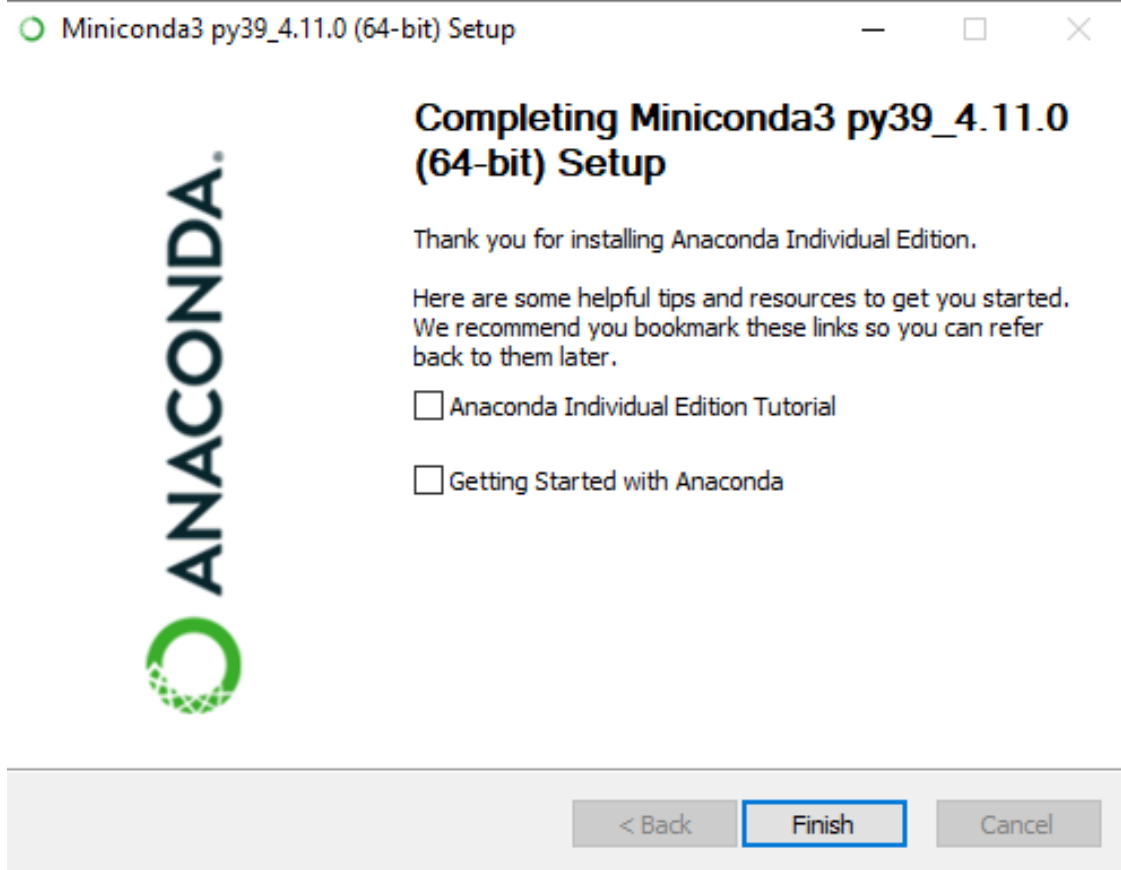 Miniconda3 py39_4.11.0 (64-bit) Setup
Completing Miniconda3 py39_4.11.0
(64-bit) Setup
ANACONDA.
Thank you for installing Anaconda Individual Edition.
Here are some helpful tips and resources to get you started.
We recommend you bookmark these links so you can refer
back to them later.
Anaconda Individual Edition Tutorial
Getting Started with Anaconda
< Back
Finish
Cancel